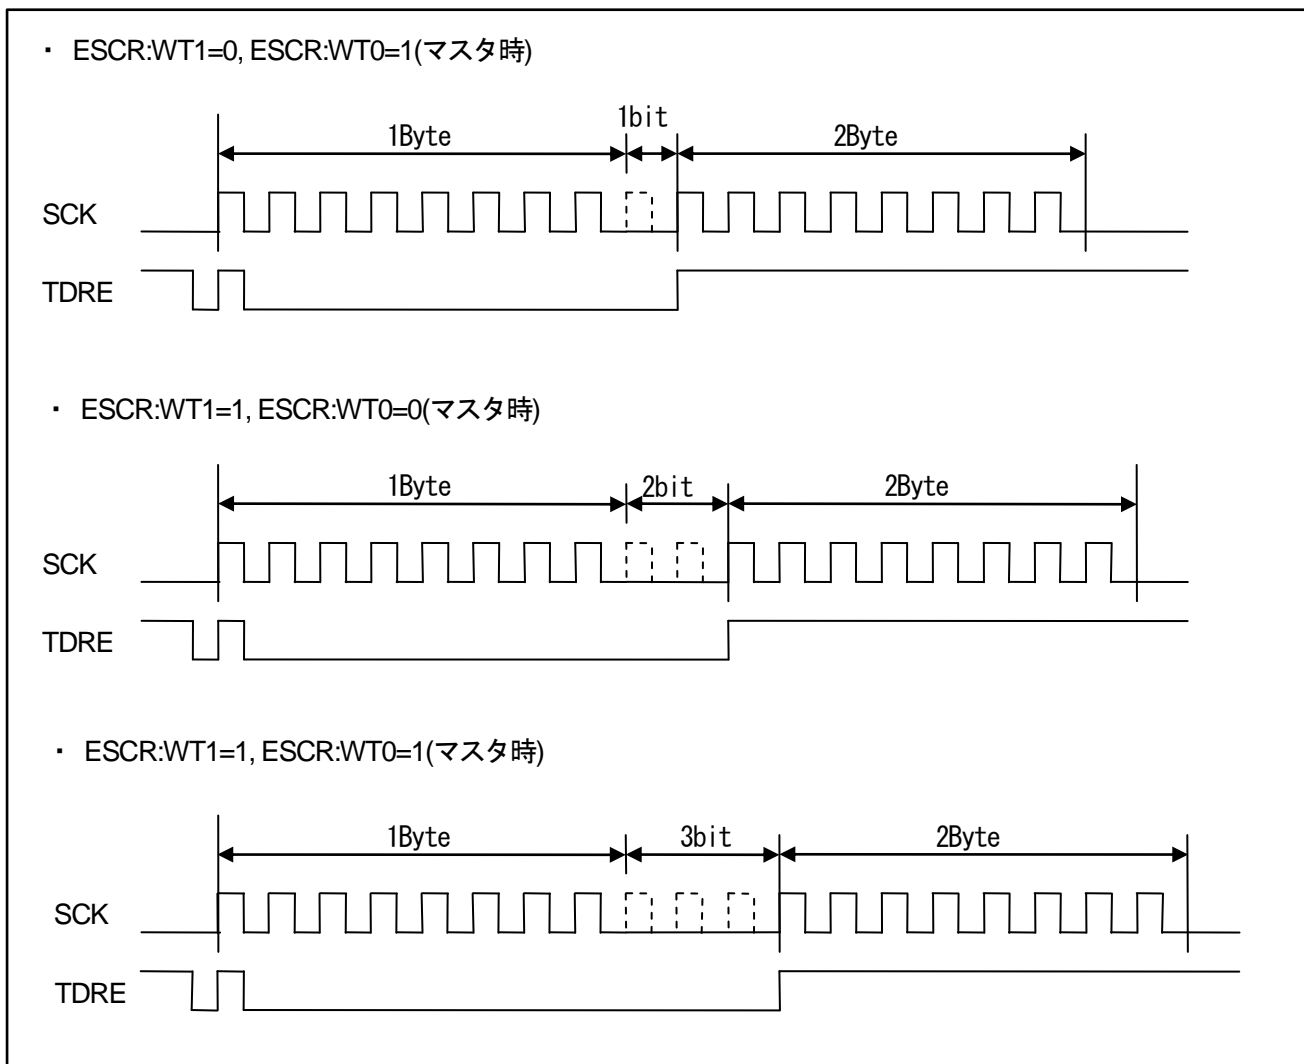 ・ ESCR:WT1=0, ESCR:WT0=1(マスタ時)
1Byte 1bit 2Byte
SCK
TDRE
・ ESCR:WT1=1, ESCR:WT0=0(マスタ時)
1Byte 2bit 2Byte
SCK
TDRE
・ ESCR:WT1=1, ESCR:WT0=1(マスタ時)
1Byte 3bit 2Byte
SCK
TDRE